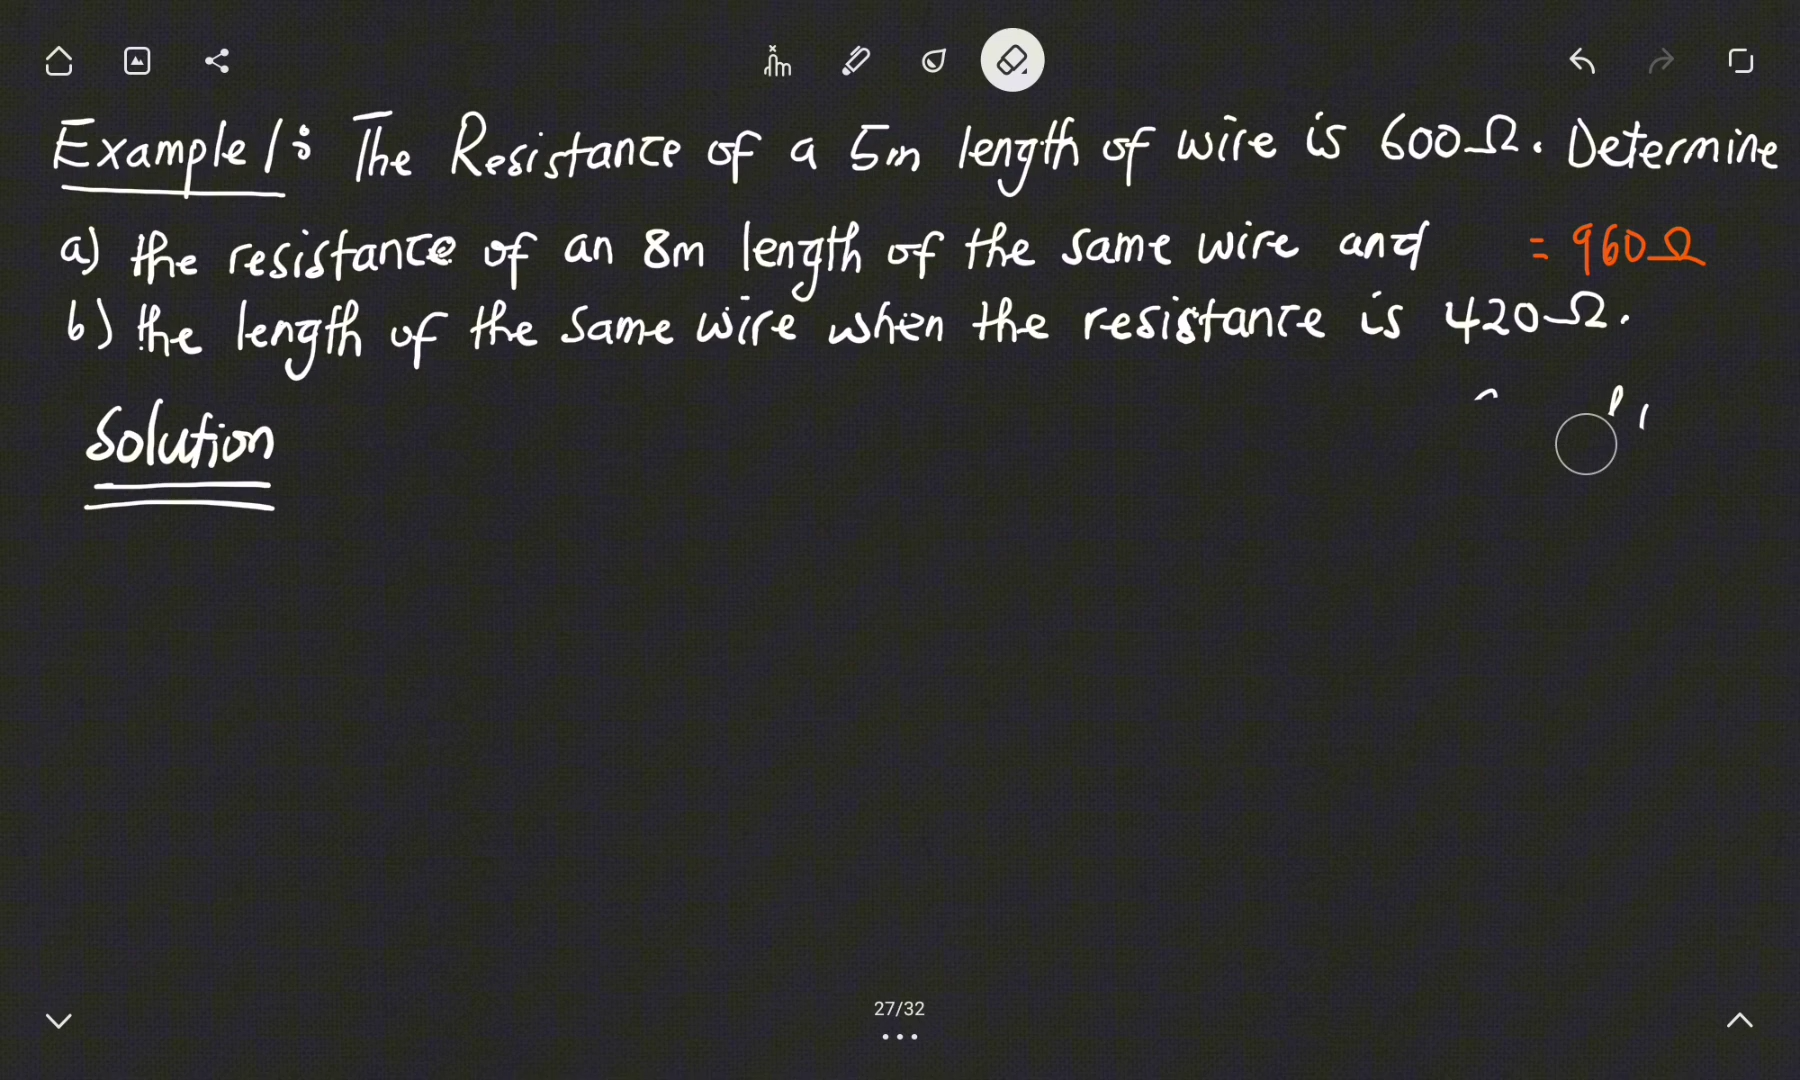 Example 1: The Resistance of a 5m length of wire is 600Ω. Determine
a) the resistance of an 8m length of the same wire and = 960Ω
b) the length of the same wire when the resistance is 420Ω.
Solution
27/32